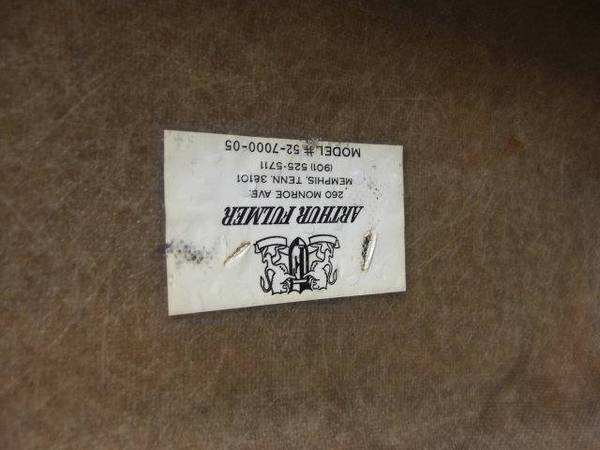 ARTHUR FULMER
260 MONROE AVE.
MEMPHIS, TENN. 38101
(901) 525-5711
MODEL # 52-7000-05